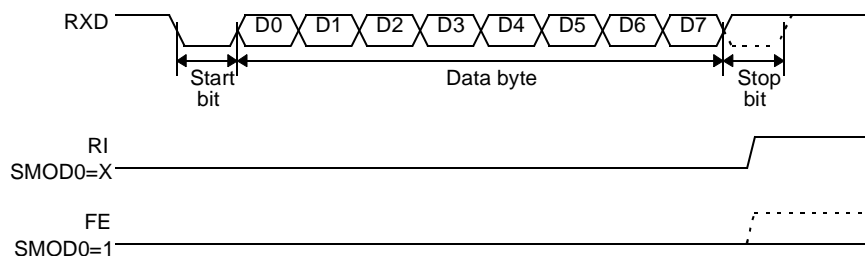 RXD D0 D1 D2 D3 D4 D5 D6 D7
Start bit
Data byte
Stop bit
RI
SMOD0=X
FE
SMOD0=1